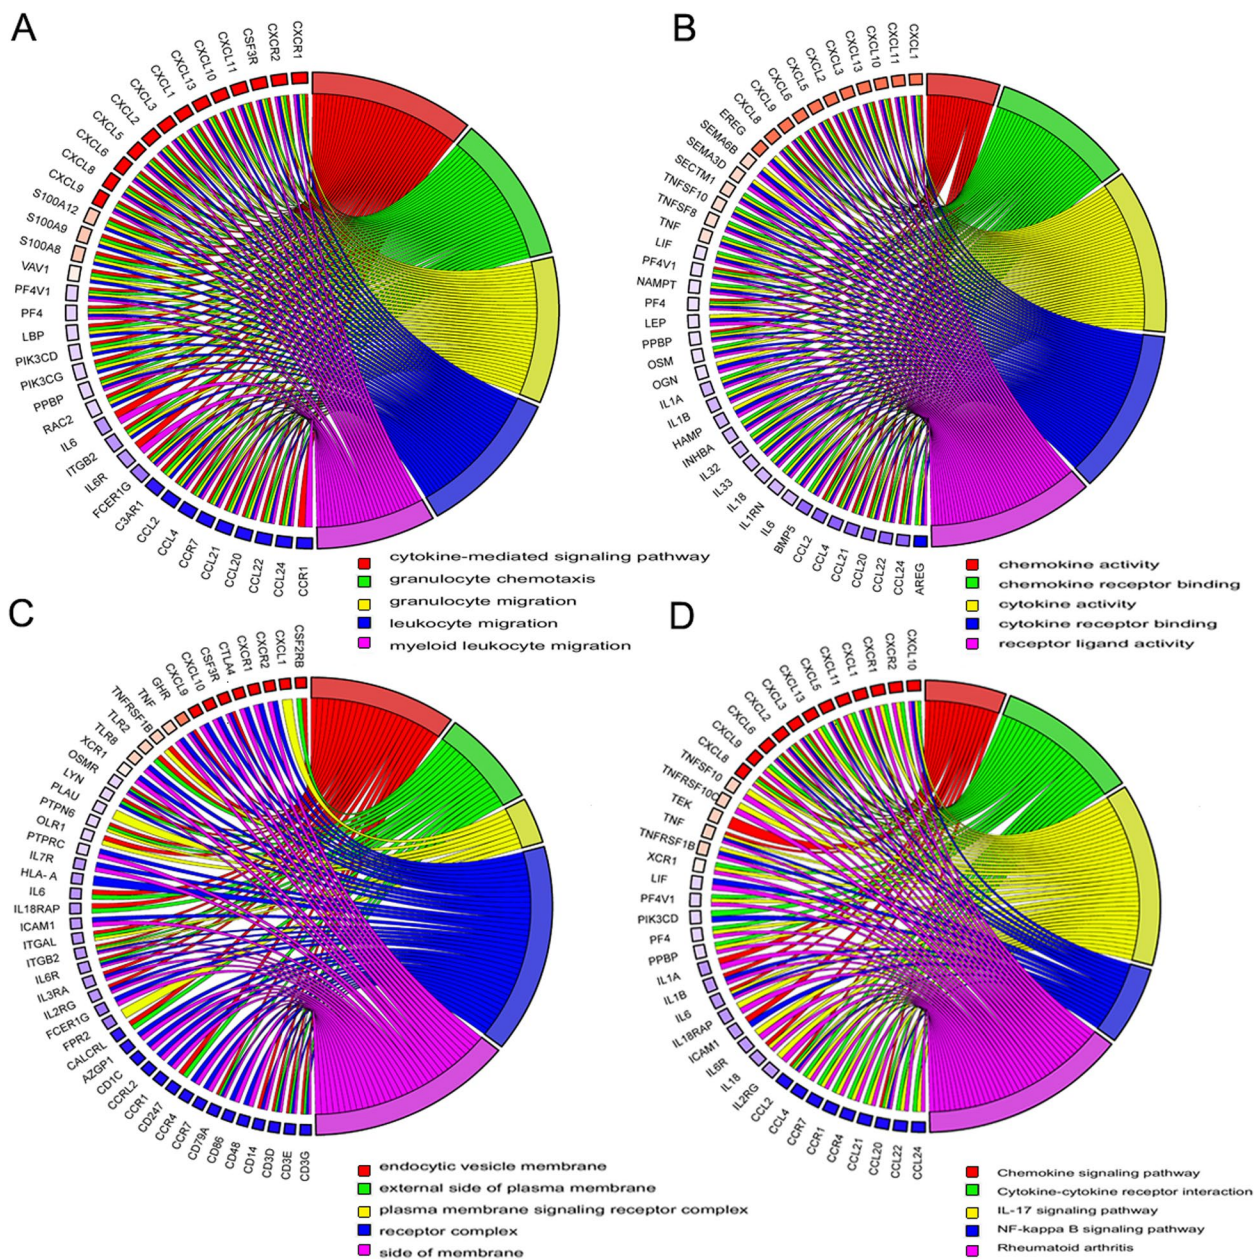 A
CXCR1
CXCR2
CSF3R
CXCL11
CXCL10
CXCL13
CXCL1
CXCL3
CXCL2
CXCL5
CXCL6
CXCL8
CXCL9
S100A12
S100A9
S100A8
VAV1
PF4V1
PF4
LBP
PIK3CD
PIK3CG
PPBP
RAC2
IL6
ITGB2
IL6R
FCER1G
C3AR1
CCL2
CCL4
CCR7
CCL21
CCL20
CCL22
CCL24
CCR1
cytokine-mediated signaling pathway
granulocyte chemotaxis
granulocyte migration
leukocyte migration
myeloid leukocyte migration
B
CXCL1
CXCL11
CXCL10
CXCL13
CXCL3
CXCL2
CXCL5
CXCL6
CXCL9
CXCL8
EREG
SEMA6B
SEMA3D
SECTM1
TNFSF10
TNFSF8
TNF
LIF
PF4V1
NAMPT
PF4
LEP
PPBP
OSM
OGN
IL1A
IL1B
HAMP
INHBA
IL32
IL33
IL18
IL1RN
IL6
BMP5
CCL2
CCL4
CCL21
CCL20
CCL22
CCL24
AREG
chemokine activity
chemokine receptor binding
cytokine activity
cytokine receptor binding
receptor ligand activity
C
CSF2RB
CXCL1
CXCR2
CXCR1
CTLA4
CSF3R
CXCL10
CXCL9
GHR
TNF
TNFRSF1B
TLR2
TLR8
XCR1
OSMR
LYN
PLAU
PTPN6
OLR1
PTPRC
IL7R
HLA- A
IL6
IL18RAP
ICAM1
ITGAL
ITGB2
IL6R
IL3RA
IL2RG
FCER1G
FPR2
CALCRL
AZGP1
CD1C
CCRL2
CCR1
CD247
CCR4
CCR7
CD79A
CD86
CD48
CD14
CD3D
CD3E
CD3G
endocytic vesicle membrane
external side of plasma membrane
plasma membrane signaling receptor complex
receptor complex
side of membrane
D
CXCL10
CXCR2
CXCR1
CXCL1
CXCL11
CXCL5
CXCL13
CXCL3
CXCL2
CXCL6
CXCL9
CXCL8
TNFSF10
TNFRSF10C
TEK
TNF
TNFRSF1B
XCR1
LIF
PF4V1
PIK3CD
PF4
PPBP
IL1A
IL1B
IL6
IL18RAP
ICAM1
IL6R
IL18
IL2RG
CCL2
CCL4
CCR7
CCR1
CCR4
CCL21
CCL20
CCL22
CCL24
Chemokine signaling pathway
Cytokine-cytokine receptor interaction
IL-17 signaling pathway
NF-kappa B signaling pathway
Rheumatoid arthritis